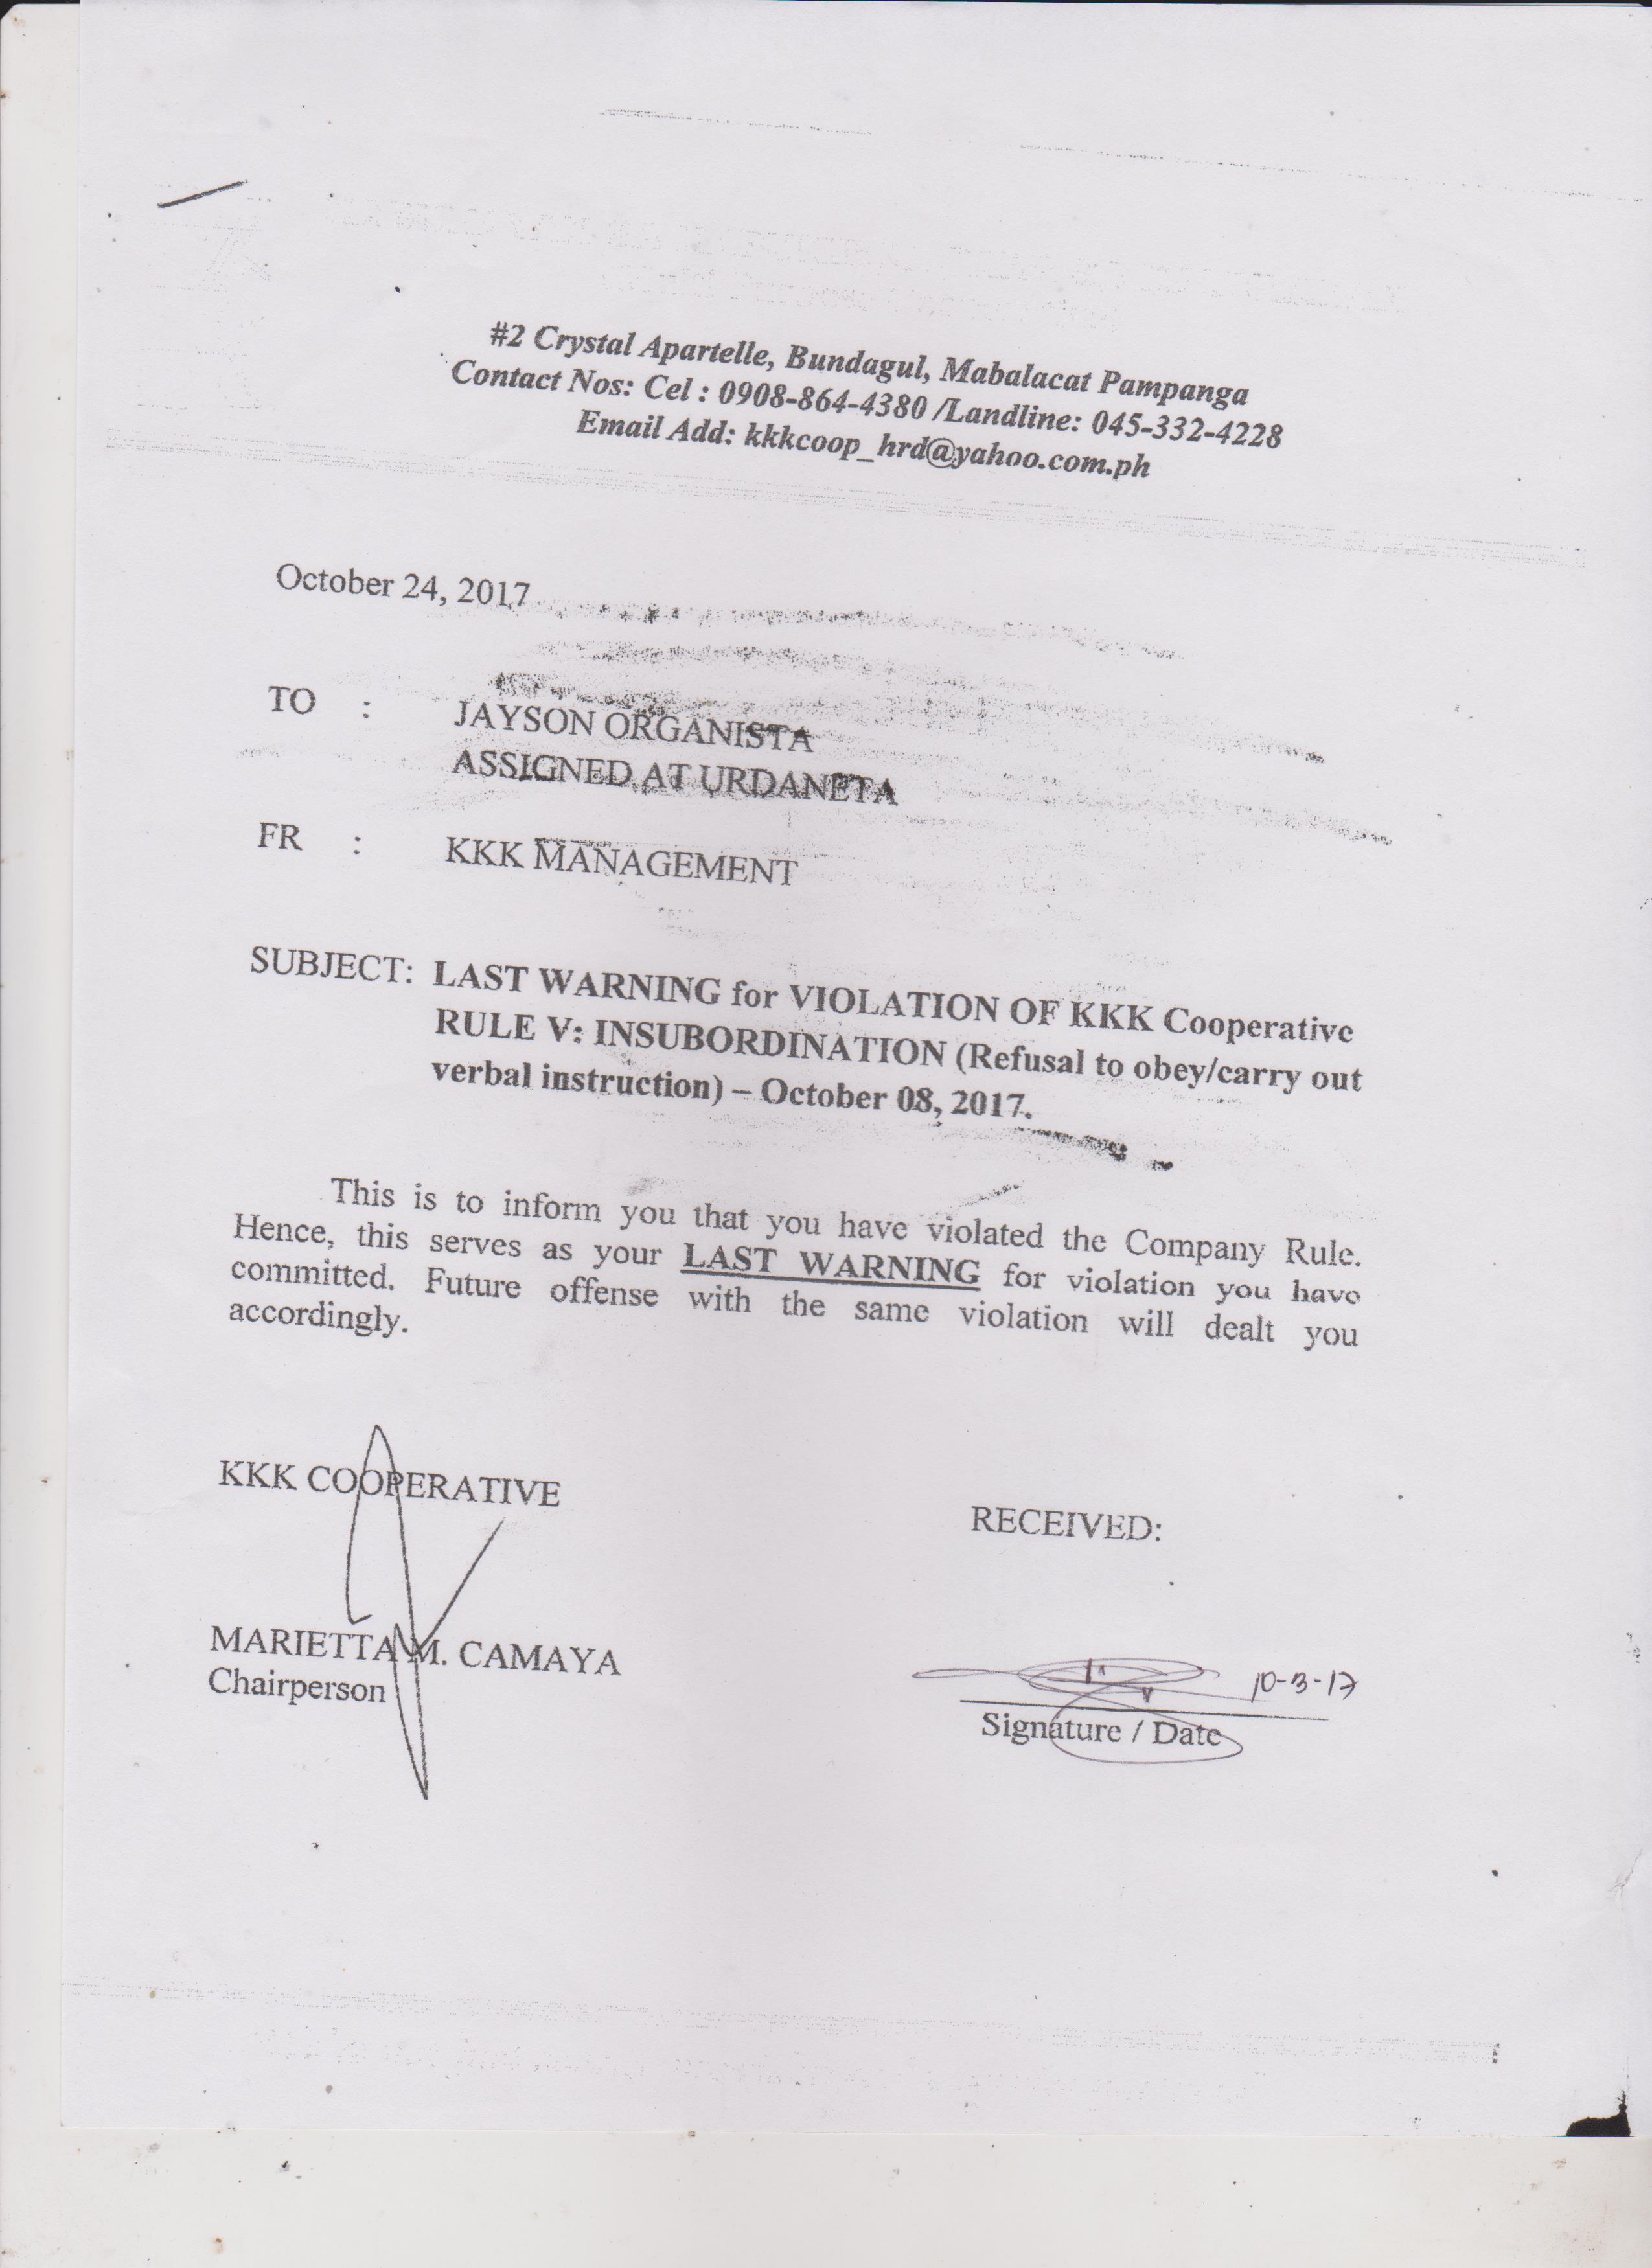 #2 Crystal Apartelle, Bundagul, Mabalacat Pampanga
Contact Nos: Cel : 0908-864-4380 /Landline: 045-332-4228
Email Add: kkkcoop_hrd@yahoo.com.ph
October 24, 2017
TO : JAYSON ORGANISTA
ASSIGNED AT URDANETA
FR : KKK MANAGEMENT
SUBJECT: LAST WARNING for VIOLATION OF KKK Cooperative
RULE V: INSUBORDINATION (Refusal to obey/carry out
verbal instruction) – October 08, 2017.
This is to inform you that you have violated the Company Rule.
Hence, this serves as your LAST WARNING for violation you have
committed. Future offense with the same violation will dealt you
accordingly.
KKK COOPERATIVE
RECEIVED:
MARIETTA M. CAMAYA
Chairperson
10-3-17
Signature / Date